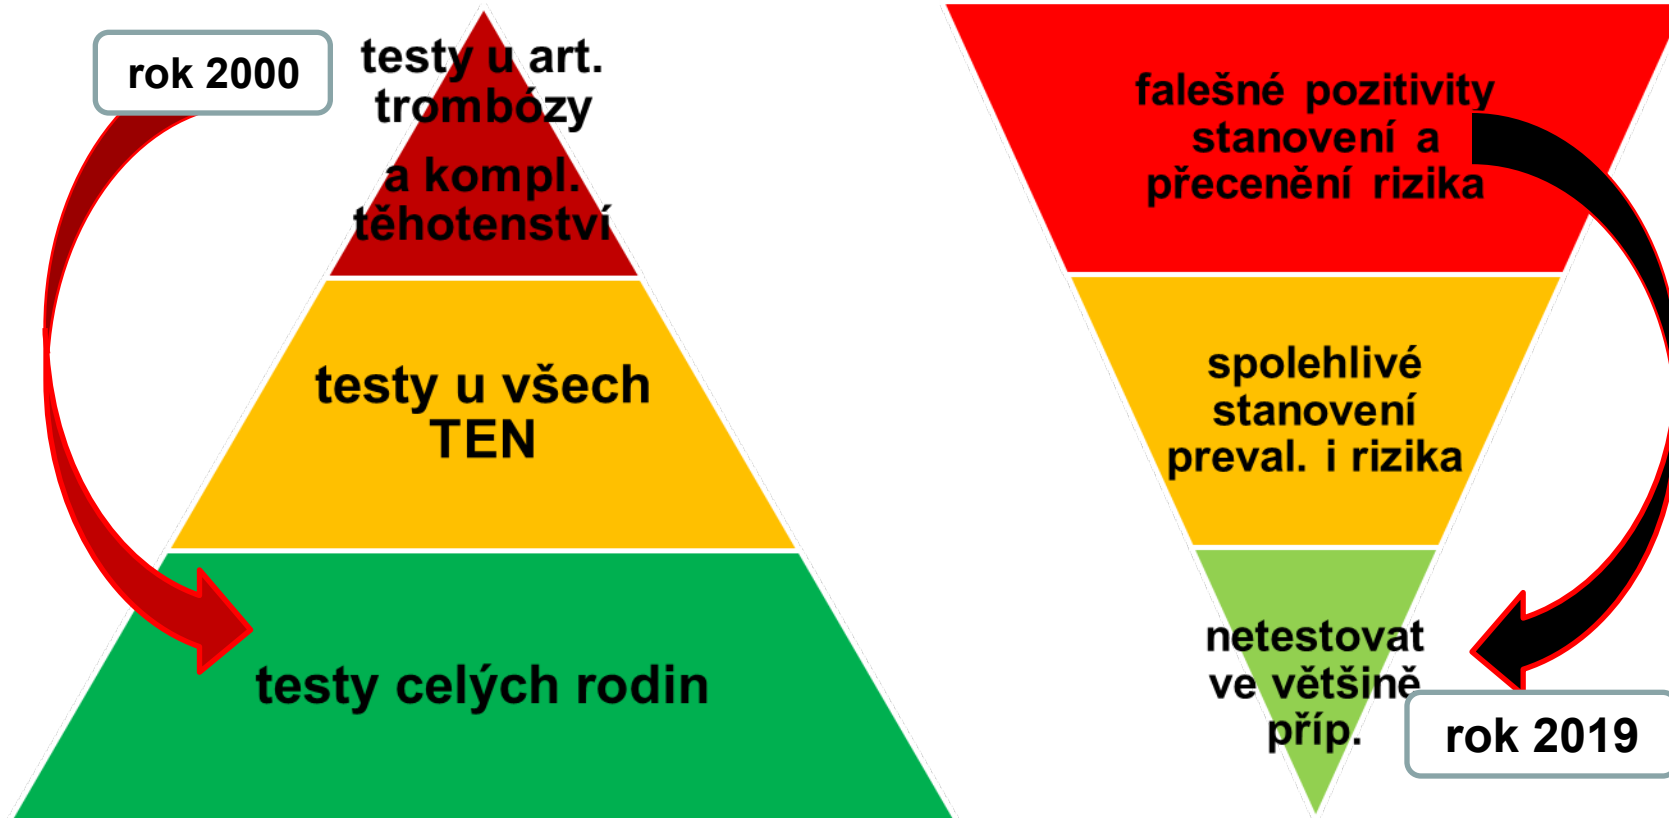 rok 2000
testy u art.
trombózy
a kompl.
těhotenství
testy u všech
TEN
testy celých rodin
falešné pozitivity
stanovení a
přecenění rizika
spolehlivé
stanovení
preval. i rizika
netestovat
ve většině
příp.
rok 2019